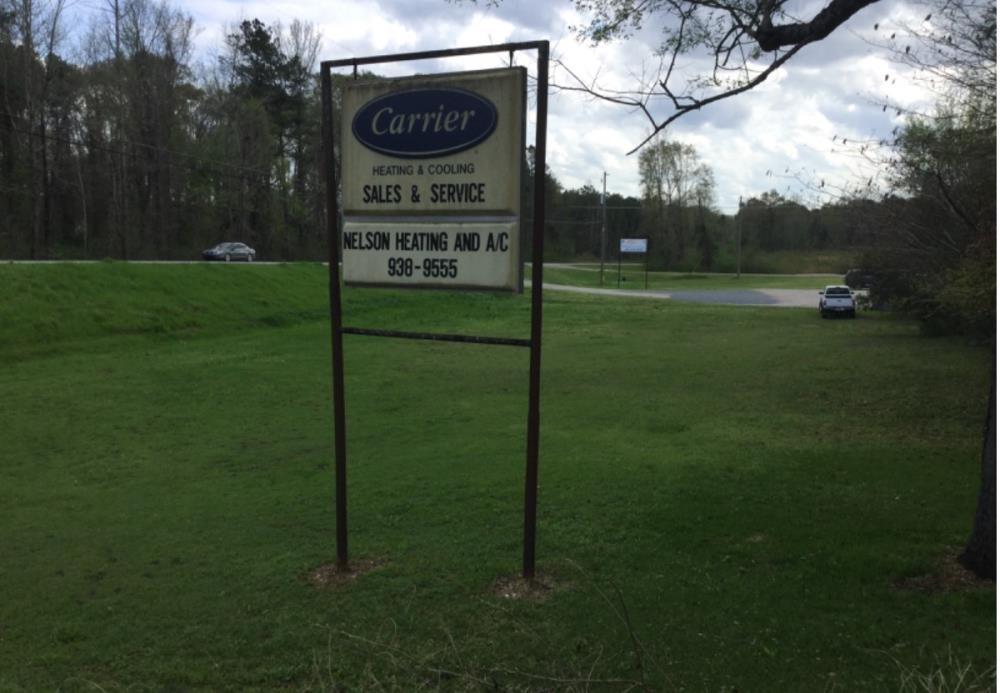 Carrier
HEATING & COOLING
SALES & SERVICE
NELSON HEATING AND A/C
938-9555